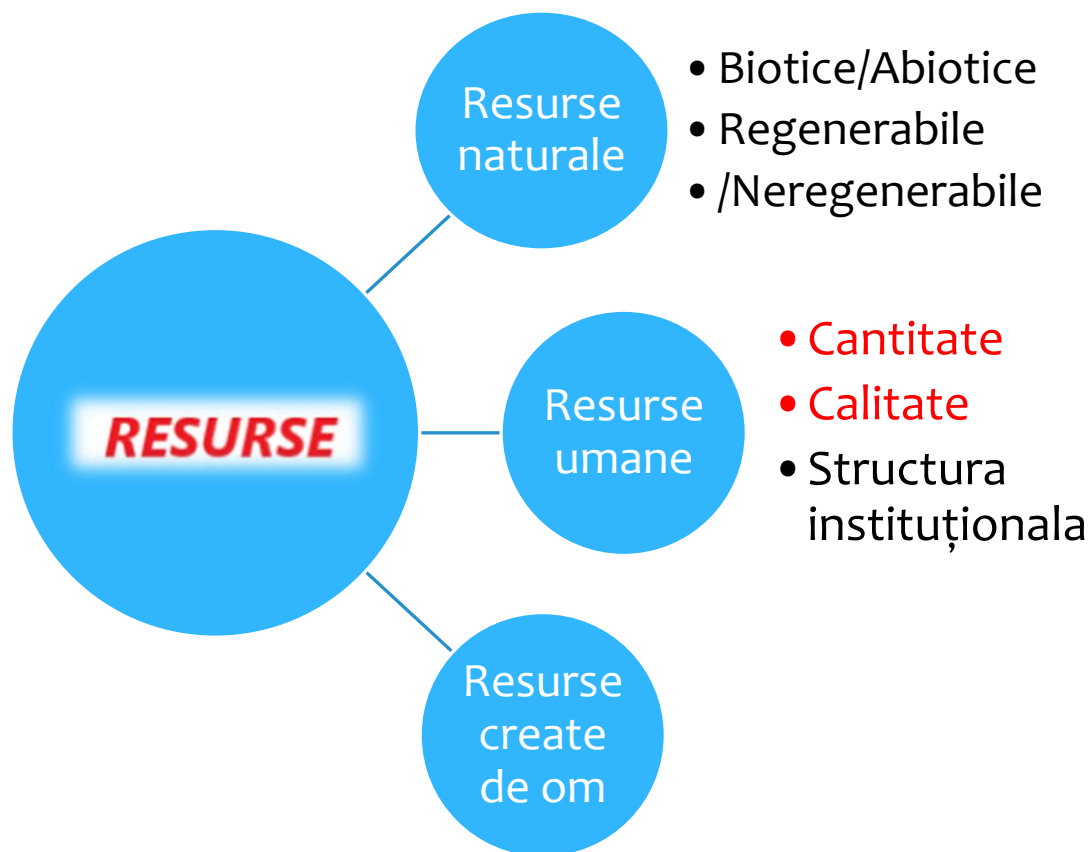 Resurse
naturale
• Biotice/Abiotice
• Regenerabile
• /Neregenerabile
RESURSE
Resurse
umane
• Cantitate
• Calitate
• Structura
instituționala
Resurse
create
de om